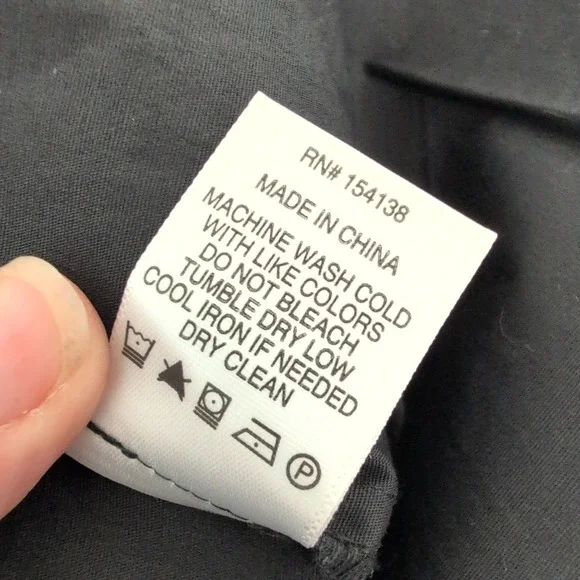 RN# 154138
MADE IN CHINA
MACHINE WASH COLD
WITH LIKE COLORS
DO NOT BLEACH
TUMBLE DRY LOW
COOL IRON IF NEEDED
DRY CLEAN
P